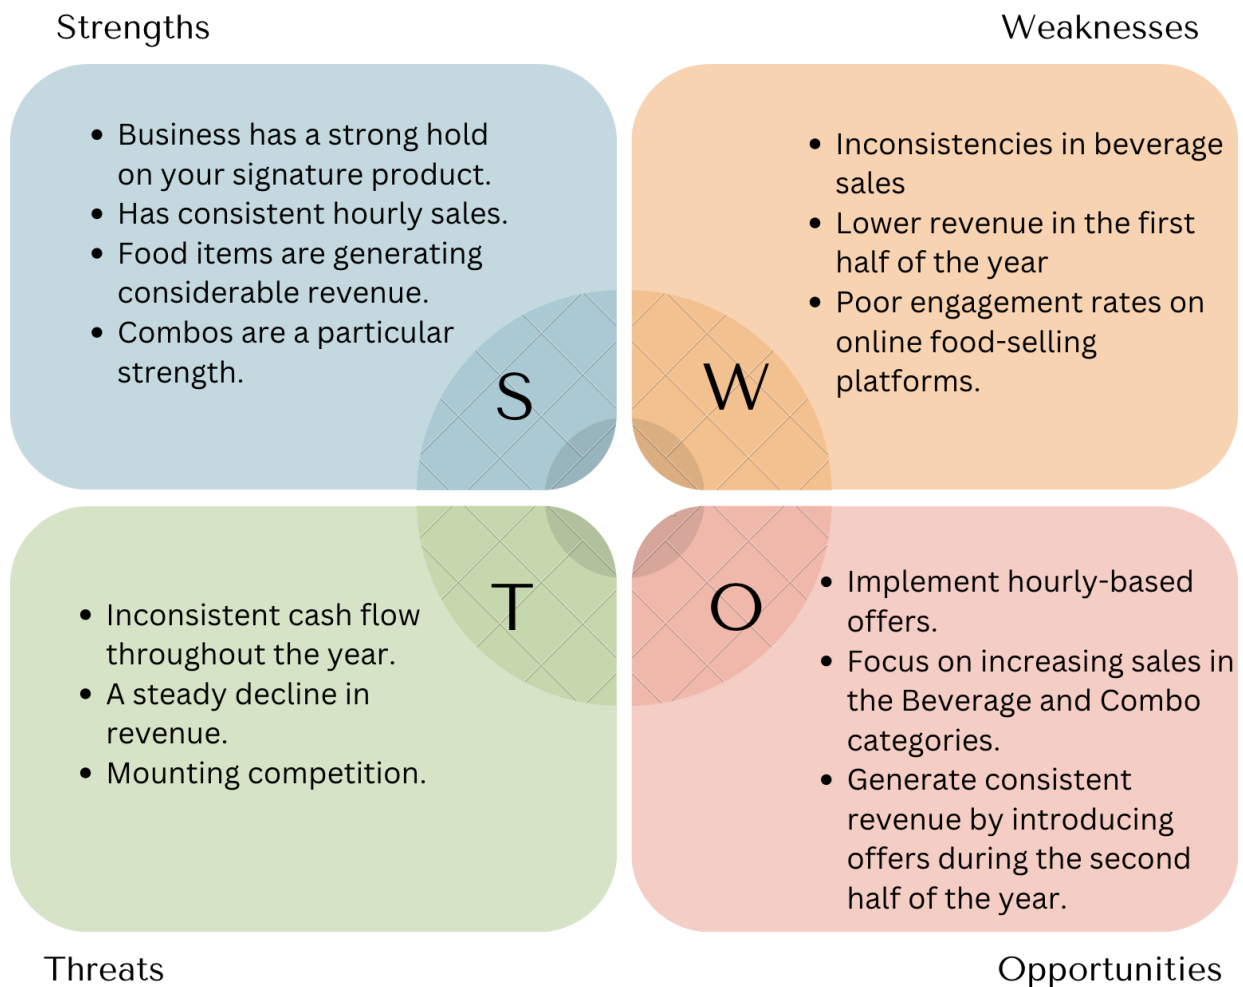 Strengths
Weaknesses
• Business has a strong hold
on your signature product.
• Has consistent hourly sales.
• Food items are generating
considerable revenue.
• Combos are a particular
strength.
S
• Inconsistencies in beverage
sales
• Lower revenue in the first
half of the year
• Poor engagement rates on
online food-selling
platforms.
W
• Inconsistent cash flow
throughout the year.
• A steady decline in
revenue.
• Mounting competition.
T
O
• Implement hourly-based
offers.
• Focus on increasing sales in
the Beverage and Combo
categories.
• Generate consistent
revenue by introducing
offers during the second
half of the year.
Threats
Opportunities